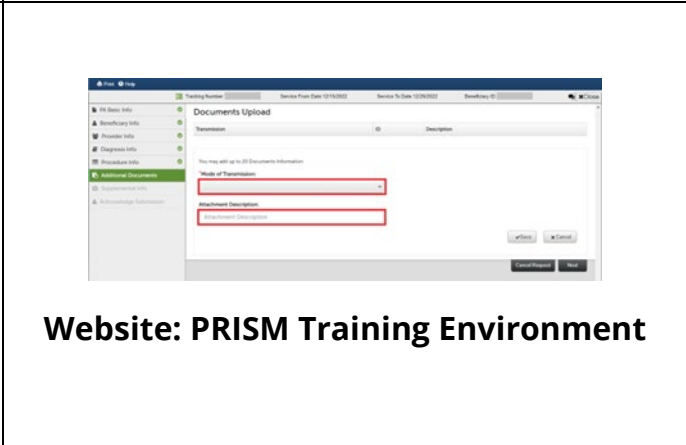 Print Help
Tracking Number Service From Date 12/15/2022 Service To Date 12/29/2022 Beneficiary ID Close
PA Basic Info
Beneficiary Info
Provider Info
Diagnosis Info
Procedure Info
Additional Documents
Supplemental Info
Acknowledge Submission
Documents Upload
Transmission ID Description
You may add up to 20 Documents Information
*Mode of Transmission:
Attachment Description:
Attachment Description
Save Cancel
Cancel Request Next
Website: PRISM Training Environment